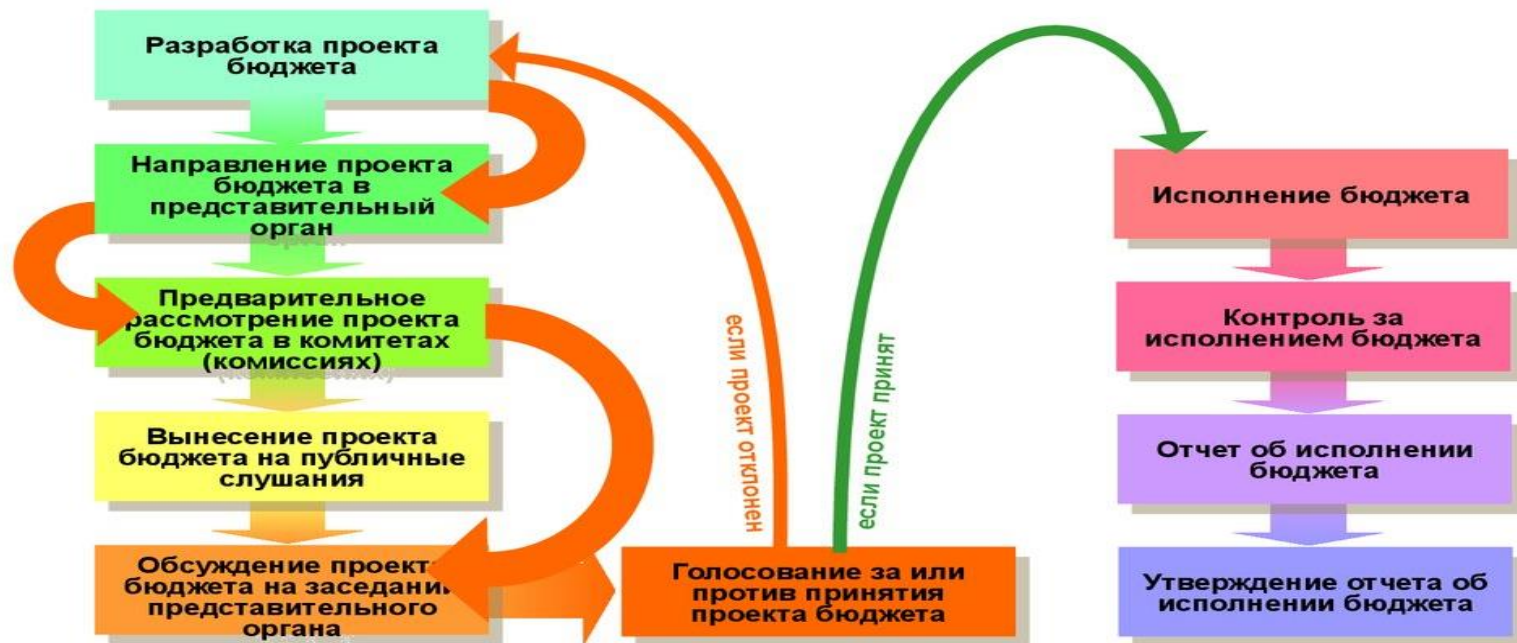 Разработка проекта
бюджета
Направление проекта
бюджета в
представительный
орган
Предварительное
рассмотрение проекта
бюджета в комитетах
(комиссиях)
Вынесение проекта
бюджета на публичные
слушания
Обсуждение проекта
бюджета на заседании
представительного
органа
если проект отклонен
Голосование за или
против принятия
проекта бюджета
если проект принят
Исполнение бюджета
Контроль за
исполнением бюджета
Отчет об исполнении
бюджета
Утверждение отчета об
исполнении бюджета